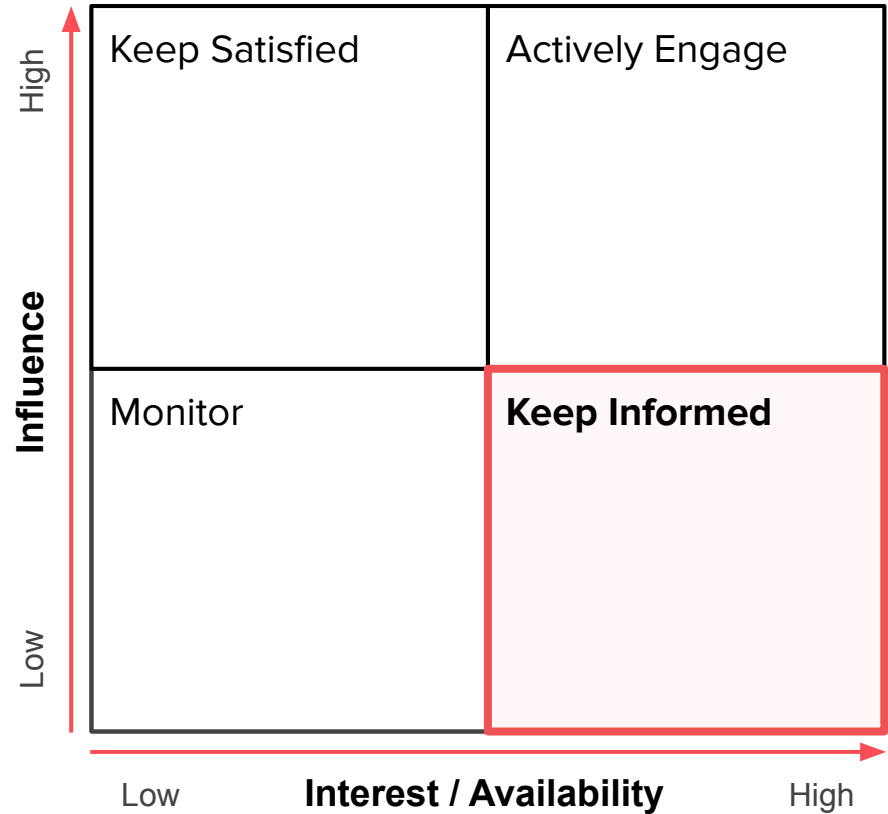 High
Keep Satisfied
Actively Engage
Influence
Monitor
Keep Informed
Low
Low
Interest / Availability
High